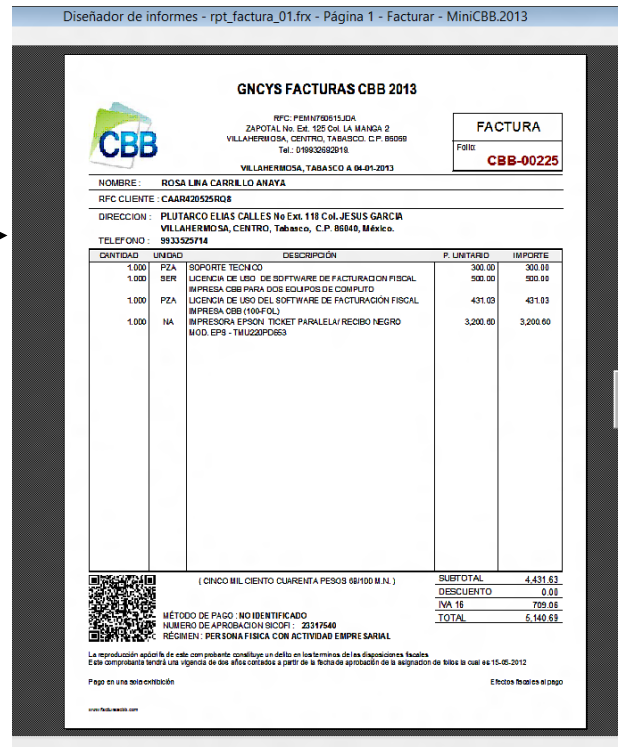 Diseñador de informes - rpt_factura_01.frx - Página 1 - Facturar - MiniCBB.2013
GNCYS FACTURAS CBB 2013
CBB
RFC: PEMN760615JDA
ZAPOTAL No. Ext. 125 Col. LA MANGA 2
VILLAHERMOSA, CENTRO, TABASCO. C.P. 86069
Tel.: 019932692918.
VILLAHERMOSA, TABASCO A 04-01-2013
FACTURA
Folio:
CBB-00225
NOMBRE : ROSA LINA CARRILLO ANAYA
RFC CLIENTE : CAAR420525RQ8
DIRECCION : PLUTARCO ELIAS CALLES No Ext. 118 Col. JESUS GARCIA
VILLAHERMOSA, CENTRO, Tabasco, C.P. 86040, México.
TELEFONO : 9933525714
CANTIDAD UNIDAD DESCRIPCIÓN P. UNITARIO IMPORTE
1.000 PZA SOPORTE TECNICO 300.00 300.00
1.000 SER LICENCIA DE USO DE SOFTWARE DE FACTURACION FISCAL 500.00 500.00
IMPRESA CBB PARA DOS EQUIPOS DE COMPUTO
1.000 PZA LICENCIA DE USO DEL SOFTWARE DE FACTURACIÓN FISCAL 431.03 431.03
IMPRESA CBB (100-FOL)
1.000 NA IMPRESORA EPSON TICKET PARALELA/ RECIBO NEGRO 3,200.60 3,200.60
MOD. EPS - TMU220PD653
( CINCO MIL CIENTO CUARENTA PESOS 69/100 M.N. )
SUBTOTAL 4,431.63
DESCUENTO 0.00
IVA 16 709.06
TOTAL 5,140.69
MÉTODO DE PAGO : NO IDENTIFICADO
NUMERO DE APROBACION SICOFI : 23317540
RÉGIMEN : PERSONA FISICA CON ACTIVIDAD EMPRESARIAL
La reproducción apócrifa de este comprobante constituye un delito en los terminos de las disposiciones fiscales
Este comprobante tendrá una vigencia de dos años contados a partir de la fecha de aprobación de la asignacion de folios la cual es 15-05-2012
Pago en una sola exhibición Efectos fiscales al pago
www.facturascbb.com